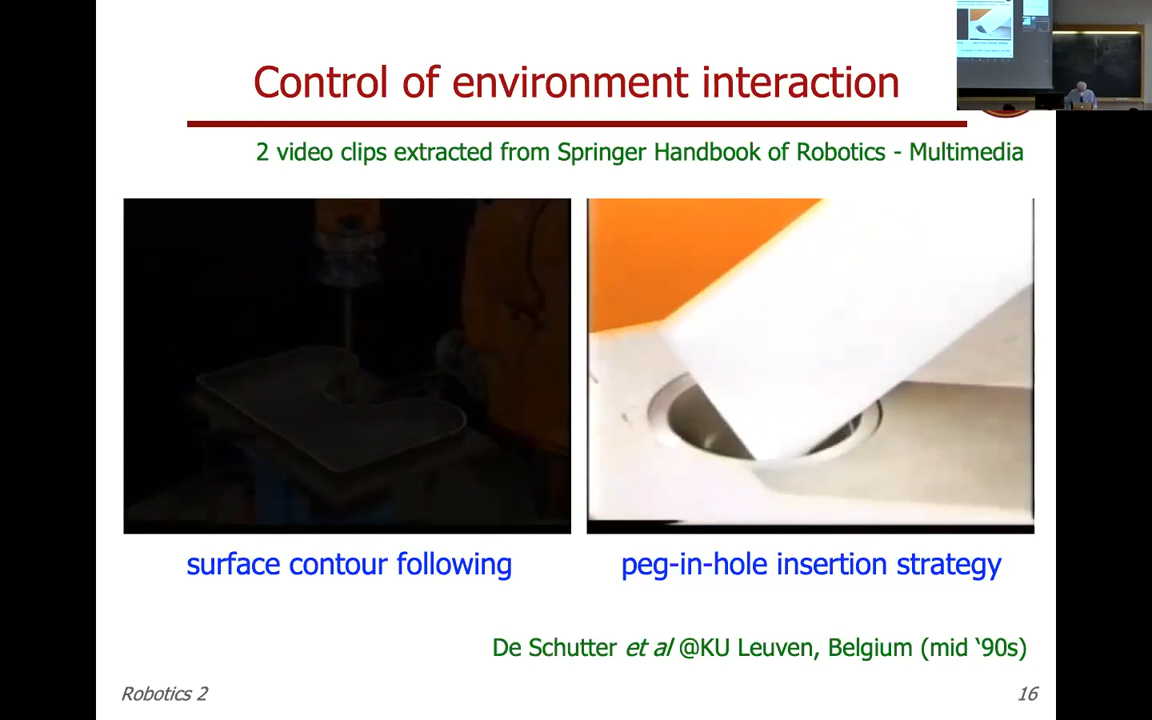 Control of environment interaction
2 video clips extracted from Springer Handbook of Robotics - Multimedia
surface contour following
peg-in-hole insertion strategy
De Schutter et al @KU Leuven, Belgium (mid ‘90s)
Robotics 2
16